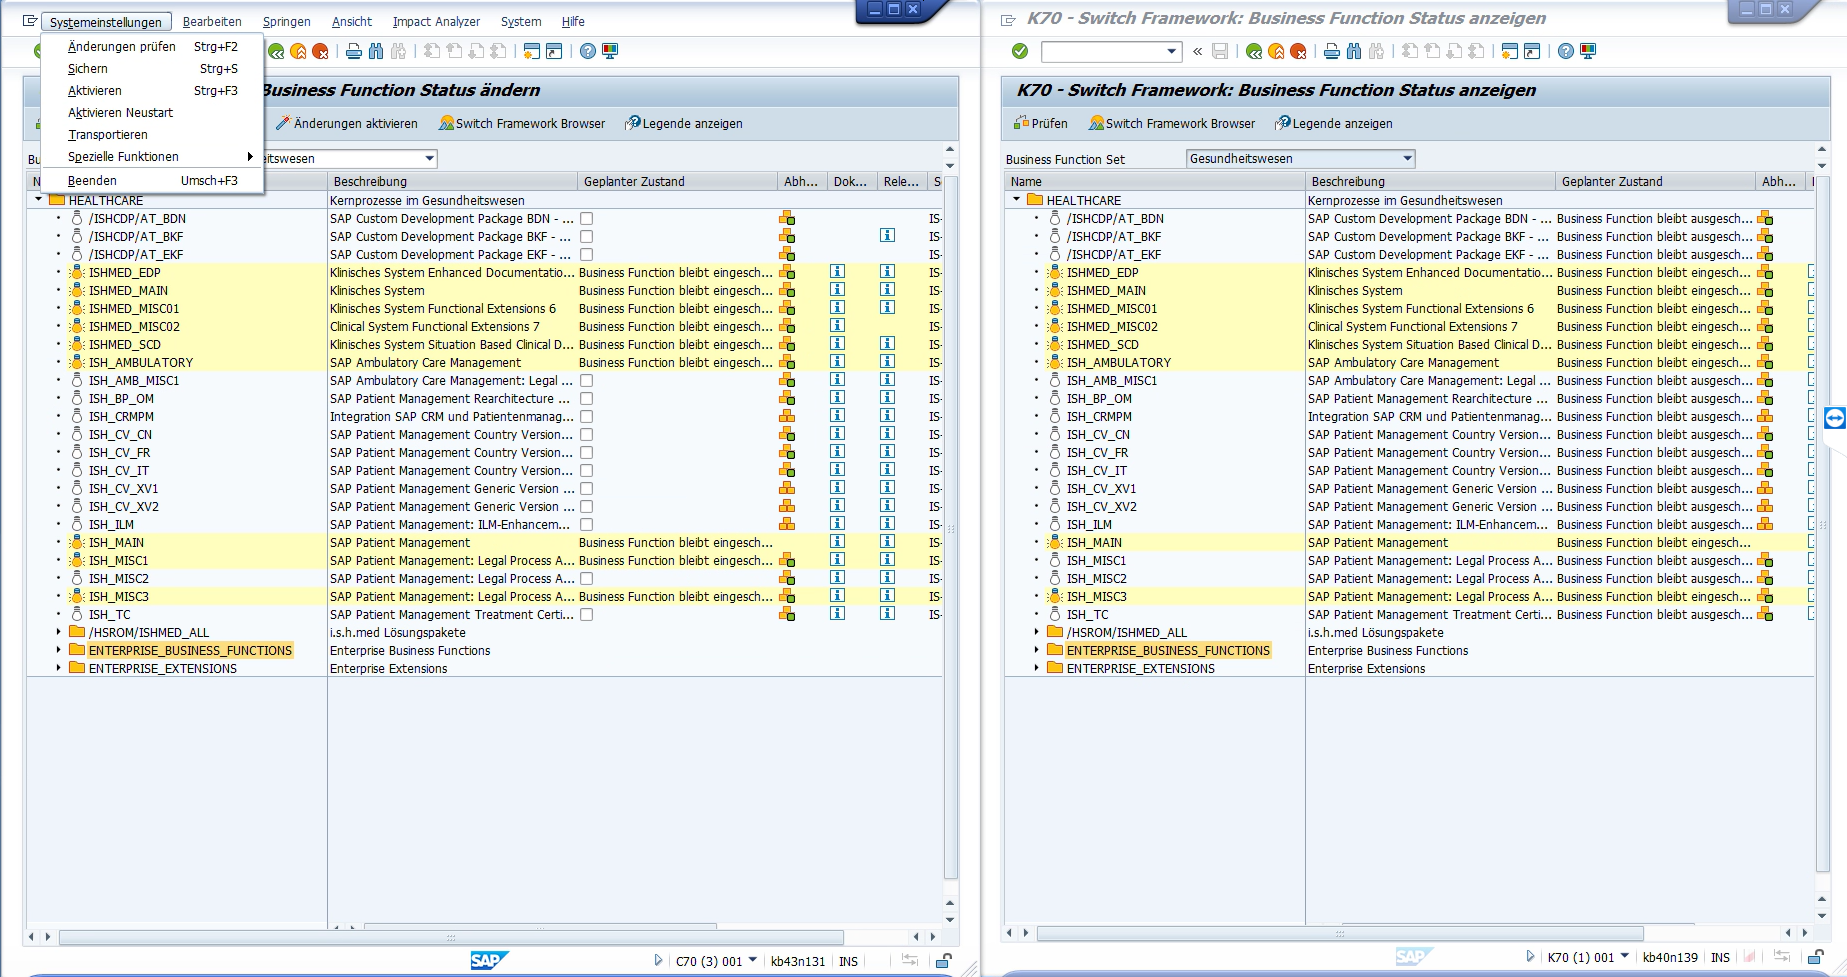 Systemeinstellungen Bearbeiten Springen Ansicht Impact Analyzer System Hilfe
Änderungen prüfen Strg+F2
Sichern Strg+S
Aktivieren Strg+F3
Aktivieren Neustart
Transportieren
Spezielle Funktionen
Beenden Umsch+F3
Business Function Status ändern
Änderungen aktivieren Switch Framework Browser Legende anzeigen
Beschreibung Geplanter Zustand Abh... Dok... Rele...
HEALTHCARE Kernprozesse im Gesundheitswesen
/ISHCDP/AT_BDN SAP Custom Development Package BDN - ... IS-
/ISHCDP/AT_BKF SAP Custom Development Package BKF - ... IS-
/ISHCDP/AT_EKF SAP Custom Development Package EKF - ... IS-
ISHMED_EDP Klinisches System Enhanced Documentatio... Business Function bleibt eingesch... IS-
ISHMED_MAIN Klinisches System Business Function bleibt eingesch... IS-
ISHMED_MISC01 Klinisches System Functional Extensions 6 Business Function bleibt eingesch... IS-
ISHMED_MISC02 Clinical System Functional Extensions 7 Business Function bleibt eingesch... IS-
ISHMED_SCD Klinisches System Situation Based Clinical D... Business Function bleibt eingesch... IS-
ISH_AMBULATORY SAP Ambulatory Care Management Business Function bleibt eingesch... IS-
ISH_AMB_MISC1 SAP Ambulatory Care Management: Legal ... IS-
ISH_BP_OM SAP Patient Management Rearchitecture ... IS-
ISH_CRMPM Integration SAP CRM und Patientenmanag... IS-
ISH_CV_CN SAP Patient Management Country Version... IS-
ISH_CV_FR SAP Patient Management Country Version... IS-
ISH_CV_IT SAP Patient Management Country Version... IS-
ISH_CV_XV1 SAP Patient Management Generic Version ... IS-
ISH_CV_XV2 SAP Patient Management Generic Version ... IS-
ISH_ILM SAP Patient Management: ILM-Enhancem... IS-
ISH_MAIN SAP Patient Management Business Function bleibt eingesch... IS-
ISH_MISC1 SAP Patient Management: Legal Process A... Business Function bleibt eingesch... IS-
ISH_MISC2 SAP Patient Management: Legal Process A... IS-
ISH_MISC3 SAP Patient Management: Legal Process A... Business Function bleibt eingesch... IS-
ISH_TC SAP Patient Management Treatment Certi... IS-
/HSROM/ISHMED_ALL i.s.h.med Lösungspakete
ENTERPRISE_BUSINESS_FUNCTIONS Enterprise Business Functions
ENTERPRISE_EXTENSIONS Enterprise Extensions
SAP C70 (3) 001 kb43n131 INS
K70 - Switch Framework: Business Function Status anzeigen
K70 - Switch Framework: Business Function Status anzeigen
Prüfen Switch Framework Browser Legende anzeigen
Business Function Set Gesundheitswesen
Name Beschreibung Geplanter Zustand Abh...
HEALTHCARE Kernprozesse im Gesundheitswesen
/ISHCDP/AT_BDN SAP Custom Development Package BDN - ... Business Function bleibt ausgesch...
/ISHCDP/AT_BKF SAP Custom Development Package BKF - ... Business Function bleibt ausgesch...
/ISHCDP/AT_EKF SAP Custom Development Package EKF - ... Business Function bleibt ausgesch...
ISHMED_EDP Klinisches System Enhanced Documentatio... Business Function bleibt eingesch...
ISHMED_MAIN Klinisches System Business Function bleibt eingesch...
ISHMED_MISC01 Klinisches System Functional Extensions 6 Business Function bleibt eingesch...
ISHMED_MISC02 Clinical System Functional Extensions 7 Business Function bleibt eingesch...
ISHMED_SCD Klinisches System Situation Based Clinical D... Business Function bleibt eingesch...
ISH_AMBULATORY SAP Ambulatory Care Management Business Function bleibt eingesch...
ISH_AMB_MISC1 SAP Ambulatory Care Management: Legal ... Business Function bleibt ausgesch...
ISH_BP_OM SAP Patient Management Rearchitecture ... Business Function bleibt ausgesch...
ISH_CRMPM Integration SAP CRM und Patientenmanag... Business Function bleibt ausgesch...
ISH_CV_CN SAP Patient Management Country Version... Business Function bleibt ausgesch...
ISH_CV_FR SAP Patient Management Country Version... Business Function bleibt ausgesch...
ISH_CV_IT SAP Patient Management Country Version... Business Function bleibt ausgesch...
ISH_CV_XV1 SAP Patient Management Generic Version ... Business Function bleibt ausgesch...
ISH_CV_XV2 SAP Patient Management Generic Version ... Business Function bleibt ausgesch...
ISH_ILM SAP Patient Management: ILM-Enhancem... Business Function bleibt ausgesch...
ISH_MAIN SAP Patient Management Business Function bleibt eingesch...
ISH_MISC1 SAP Patient Management: Legal Process A... Business Function bleibt ausgesch...
ISH_MISC2 SAP Patient Management: Legal Process A... Business Function bleibt ausgesch...
ISH_MISC3 SAP Patient Management: Legal Process A... Business Function bleibt eingesch...
ISH_TC SAP Patient Management Treatment Certi... Business Function bleibt ausgesch...
/HSROM/ISHMED_ALL i.s.h.med Lösungspakete
ENTERPRISE_BUSINESS_FUNCTIONS Enterprise Business Functions
ENTERPRISE_EXTENSIONS Enterprise Extensions
SAP K70 (1) 001 kb40n139 INS